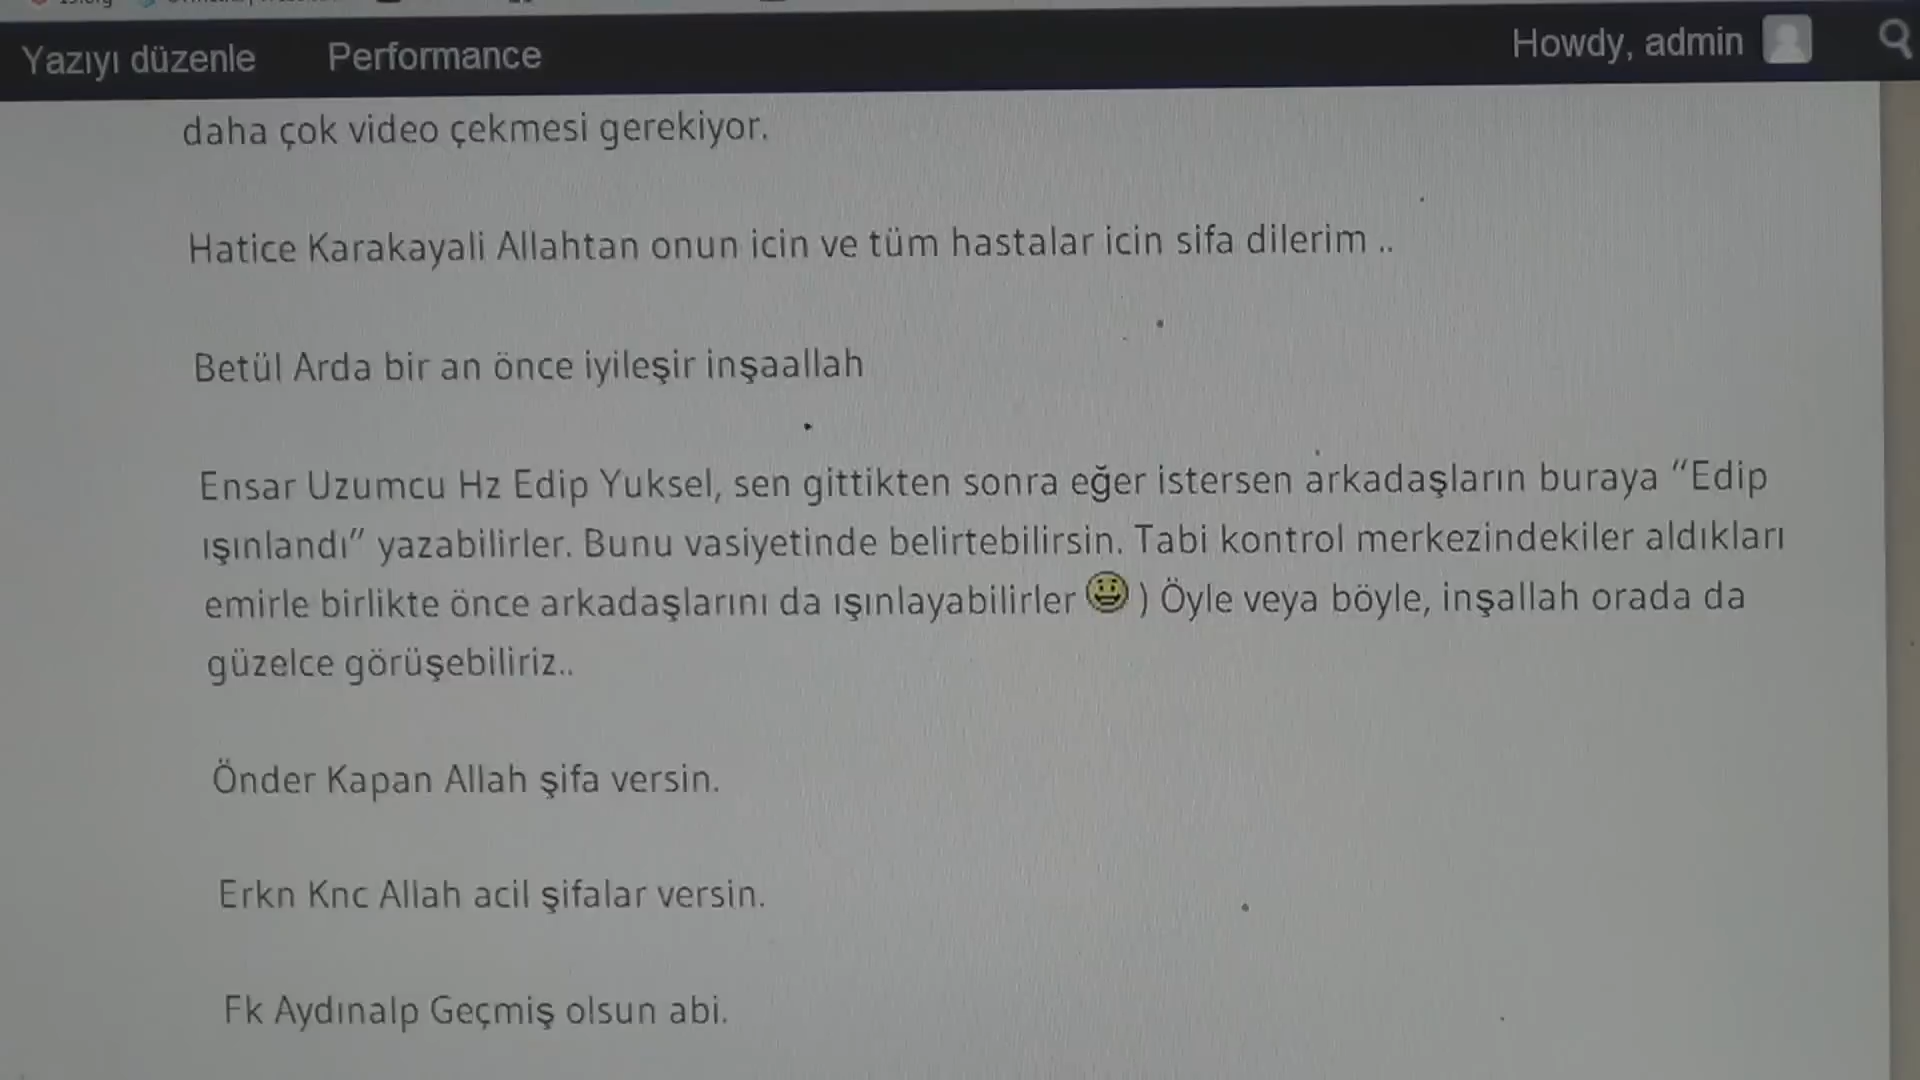 Yazıyı düzenle Performance Howdy, admin
daha çok video çekmesi gerekiyor.
Hatice Karakayali Allahtan onun icin ve tüm hastalar icin sifa dilerim ..
Betül Arda bir an önce iyileşir inşaallah
Ensar Uzumcu Hz Edip Yuksel, sen gittikten sonra eğer istersen arkadaşların buraya “Edip
ışınlandı” yazabilirler. Bunu vasiyetinde belirtebilirsin. Tabi kontrol merkezindekiler aldıkları
emirle birlikte önce arkadaşlarını da ışınlayabilirler 😀 ) Öyle veya böyle, inşallah orada da
güzelce görüşebiliriz..
Önder Kapan Allah şifa versin.
Erkn Knc Allah acil şifalar versin.
Fk Aydınalp Geçmiş olsun abi.